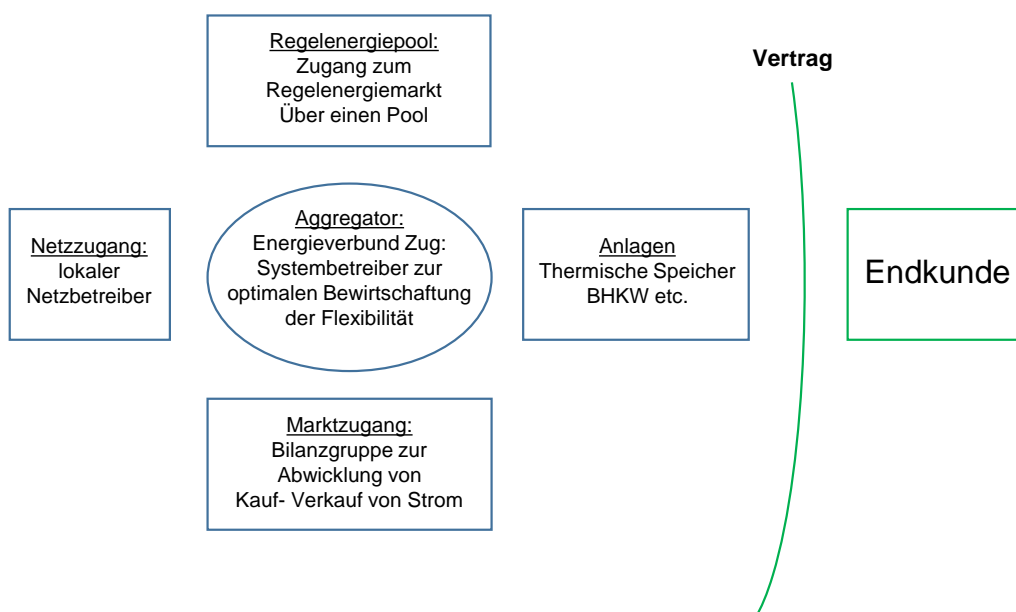 Regelenergiepool:
Zugang zum
Regelenergiemarkt
Über einen Pool
Vertrag
Netzzugang:
lokaler
Netzbetreiber
Aggregator:
Energieverbund Zug:
Systembetreiber zur
optimalen Bewirtschaftung
der Flexibilität
Anlagen
Thermische Speicher
BHKW etc.
Endkunde
Marktzugang:
Bilanzgruppe zur
Abwicklung von
Kauf- Verkauf von Strom